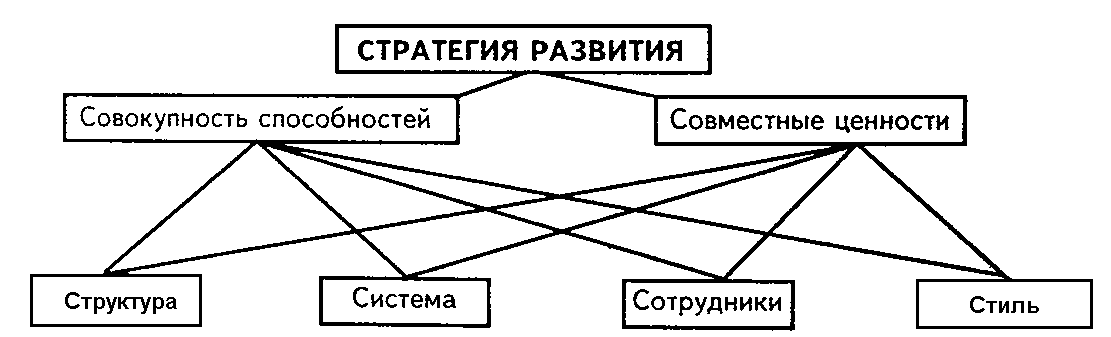 СТРАТЕГИЯ РАЗВИТИЯ
Совокупность способностей
Совместные ценности
Структура
Система
Сотрудники
Стиль